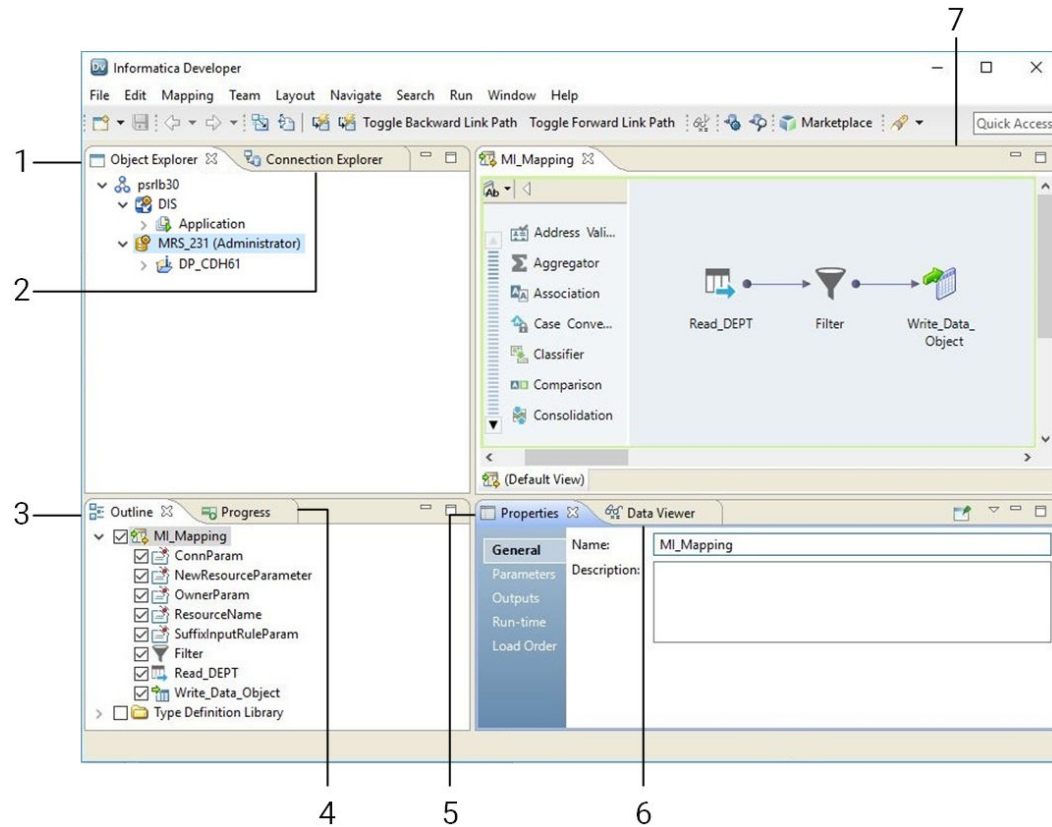 7
Informatica Developer
File Edit Mapping Team Layout Navigate Search Run Window Help
Toggle Backward Link Path Toggle Forward Link Path Marketplace Quick Access
1
Object Explorer Connection Explorer
psrlb30
DIS
Application
MRS_231 (Administrator)
DP_CDH61
2
MI_Mapping
Ab
Address Vali...
Aggregator
Association
Case Conve...
Classifier
Comparison
Consolidation
Read_DEPT
Filter
Write_Data_
Object
(Default View)
3
Outline Progress
MI_Mapping
ConnParam
NewResourceParameter
OwnerParam
ResourceName
SuffixInputRuleParam
Filter
Read_DEPT
Write_Data_Object
Type Definition Library
Properties Data Viewer
General
Parameters
Outputs
Run-time
Load Order
Name: MI_Mapping
Description:
4
5
6